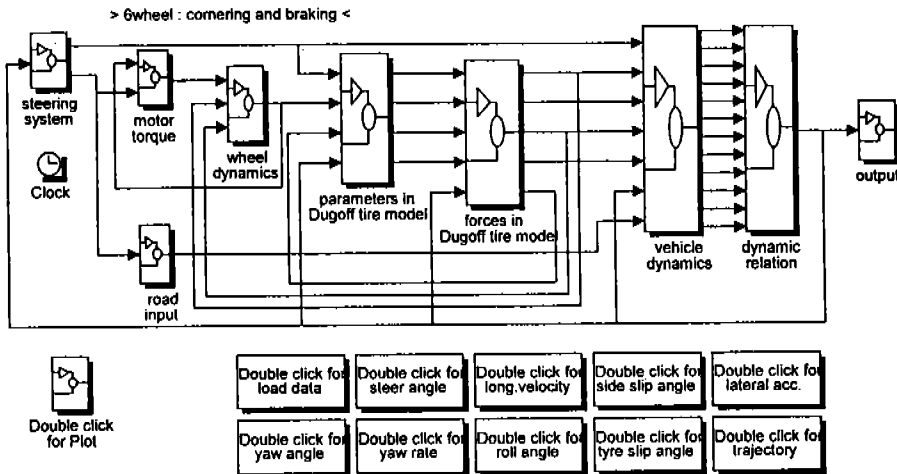 > 6wheel : cornering and braking <
steering
system
motor
torque
wheel
dynamics
Clock
parameters in
Dugoff tire model
forces in
Dugoff tire model
vehicle
dynamics
dynamic
relation
output
road
input
Double click
for Plot
Double click for
load data
Double click for
steer angle
Double click for
long.velocity
Double click for
side slip angle
Double click for
lateral acc.
Double click for
yaw angle
Double click for
yaw rate
Double click for
roll angle
Double click for
tyre slip angle
Double click for
trajectory